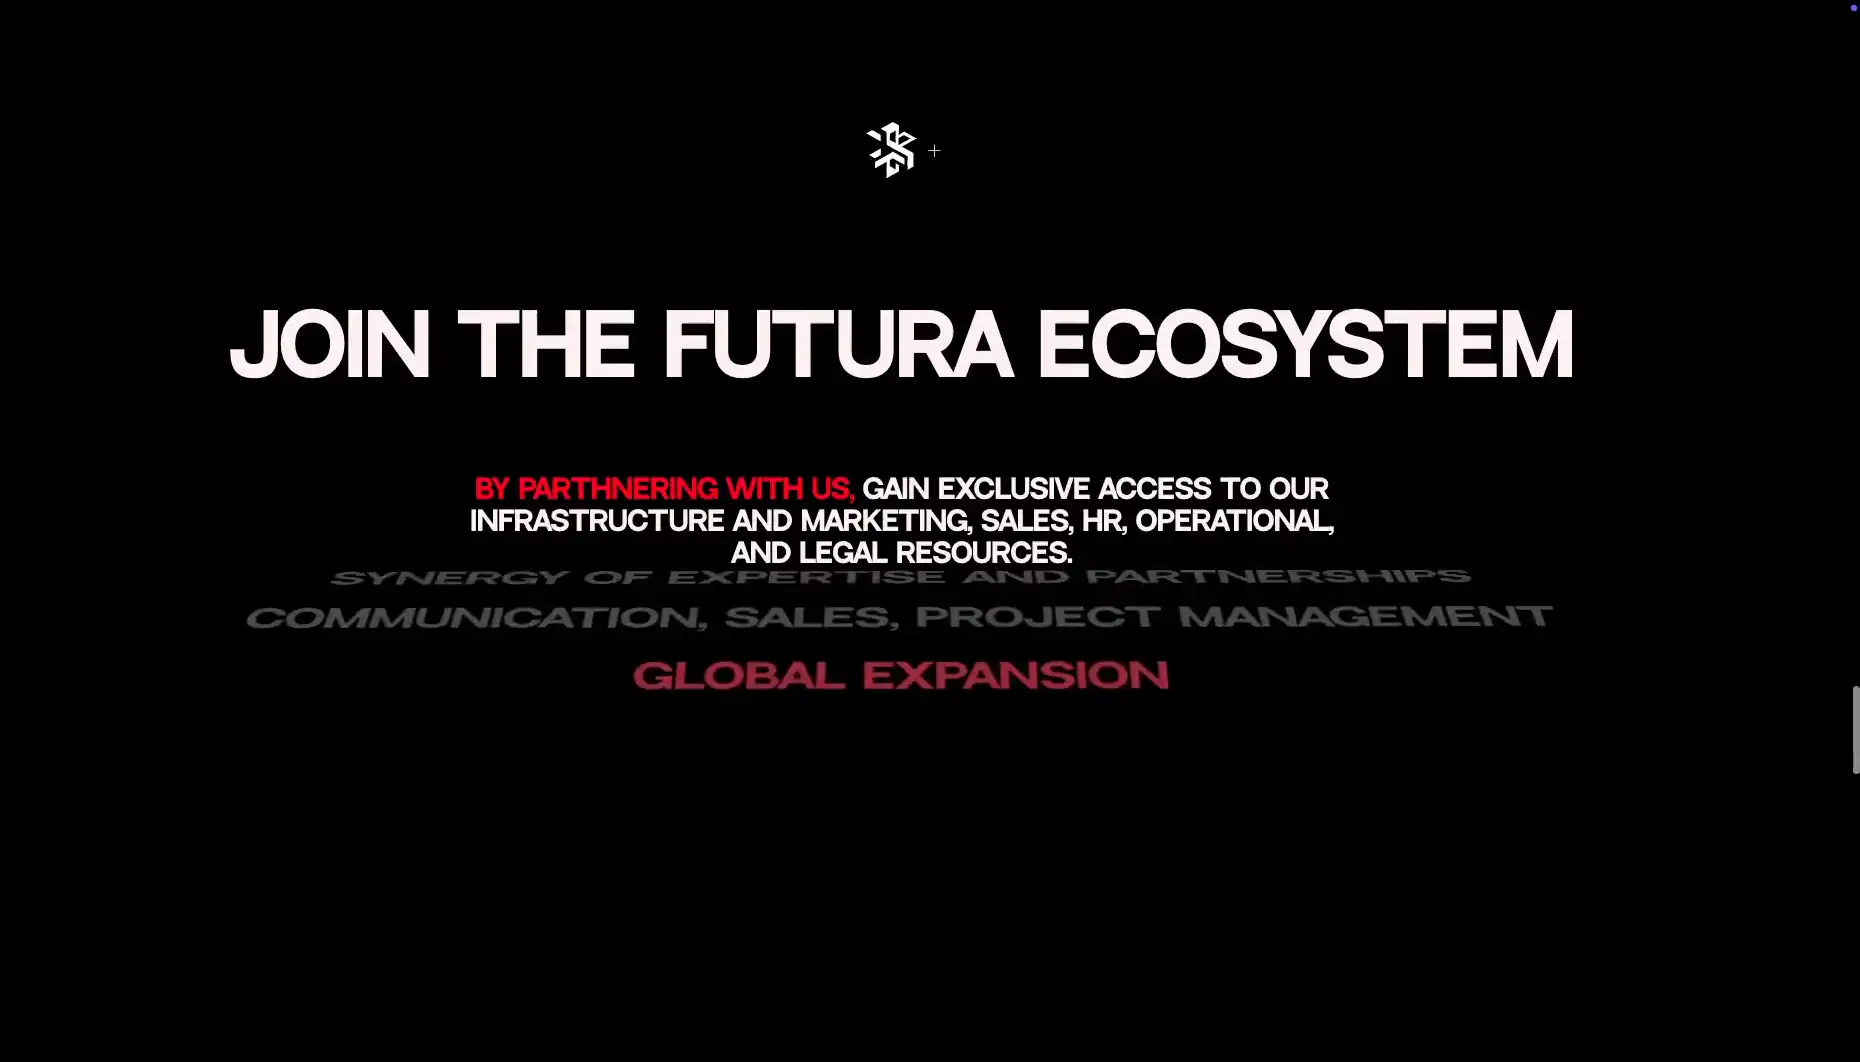 JOIN THE FUTURA ECOSYSTEM
BY PARTHNERING WITH US, GAIN EXCLUSIVE ACCESS TO OUR
INFRASTRUCTURE AND MARKETING, SALES, HR, OPERATIONAL,
AND LEGAL RESOURCES.
SYNERGY OF EXPERTISE AND PARTNERSHIPS
COMMUNICATION, SALES, PROJECT MANAGEMENT
GLOBAL EXPANSION